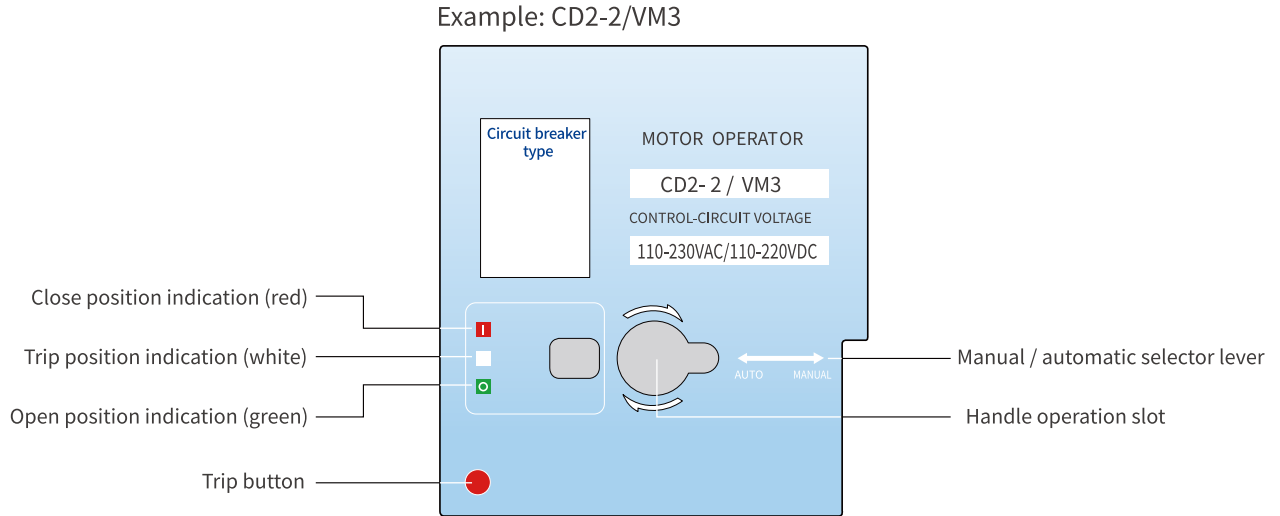 Example: CD2-2/VM3
Circuit breaker
type
MOTOR OPERATOR
CD2- 2 / VM3
CONTROL-CIRCUIT VOLTAGE
110-230VAC/110-220VDC
Close position indication (red)
I
Trip position indication (white)
AUTO
MANUAL
Manual / automatic selector lever
Open position indication (green)
O
Handle operation slot
Trip button